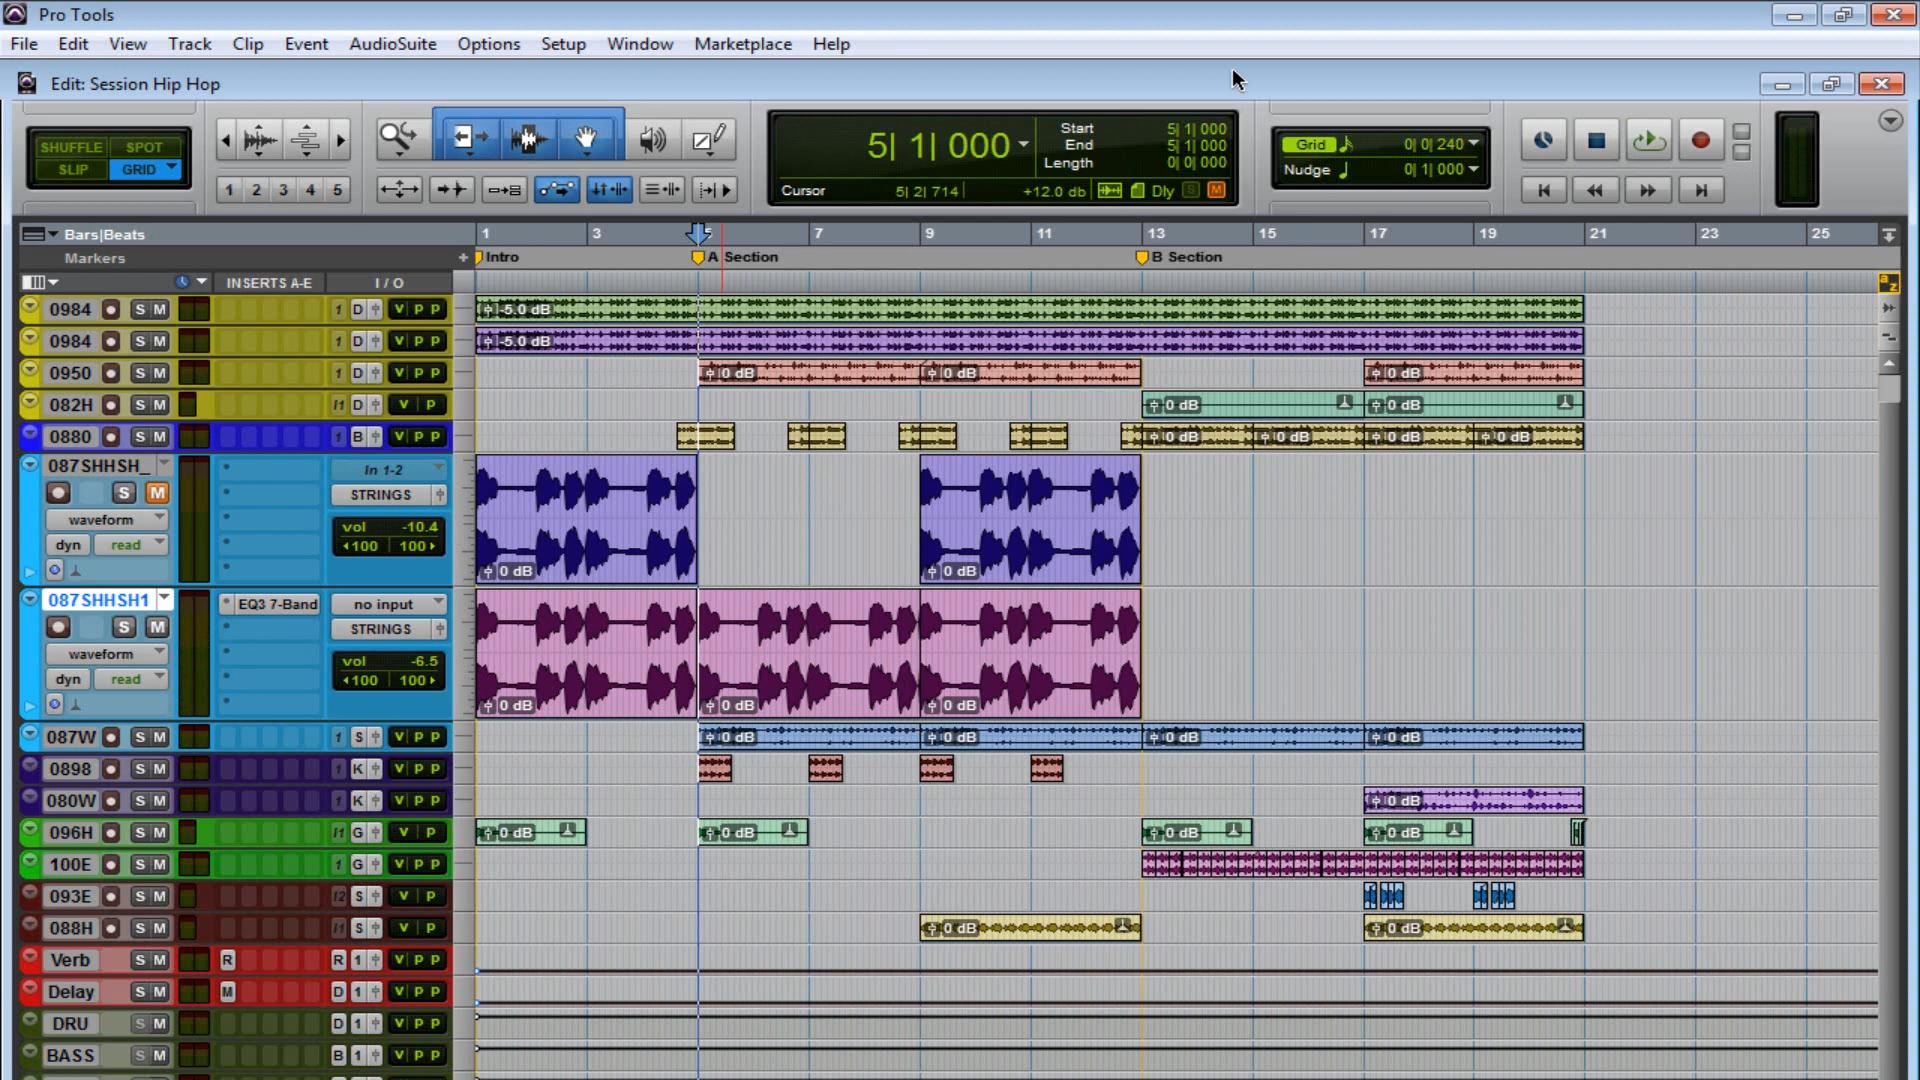 Pro Tools
File Edit View Track Clip Event AudioSuite Options Setup Window Marketplace Help
Edit: Session Hip Hop
SHUFFLE SPOT
SLIP GRID
1 2 3 4 5
5| 1| 000
Start 5| 1| 000
End 5| 1| 000
Length 0| 0| 000
Cursor 5| 2| 714 +12.0 db Dly S M
Grid 0| 0| 240
Nudge 0| 1| 000
Bars|Beats 1 3 7 9 11 13 15 17 19 21 23 25
Markers + Intro A Section B Section
INSERTS A-E I / O a z
0984 S M 1 D V P P -5.0 dB
0984 S M 1 D V P P -5.0 dB
0950 S M 1 D V P P 0 dB 0 dB 0 dB
082H S M /1 D V P 0 dB 0 dB
0880 S M 1 B V P P 0 dB 0 dB 0 dB 0 dB
087SHHSH_ In 1-2
S M STRINGS
waveform vol -10.4
dyn read 100 100
0 dB 0 dB
087SHHSH1 EQ3 7-Band no input
S M STRINGS
waveform vol -6.5
dyn read 100 100
0 dB 0 dB 0 dB
087W S M 1 S V P P 0 dB 0 dB 0 dB 0 dB
0898 S M 1 K V P P
080W S M 1 K V P P 0 dB
096H S M /1 G V P 0 dB 0 dB 0 dB 0 dB
100E S M 1 G V P P
093E S M /2 S V P
088H S M /1 S V P 0 dB 0 dB
Verb S M R R 1 V P P
Delay S M M D 1 V P P
DRU S M D 1 V P P
BASS S M B 1 V P P